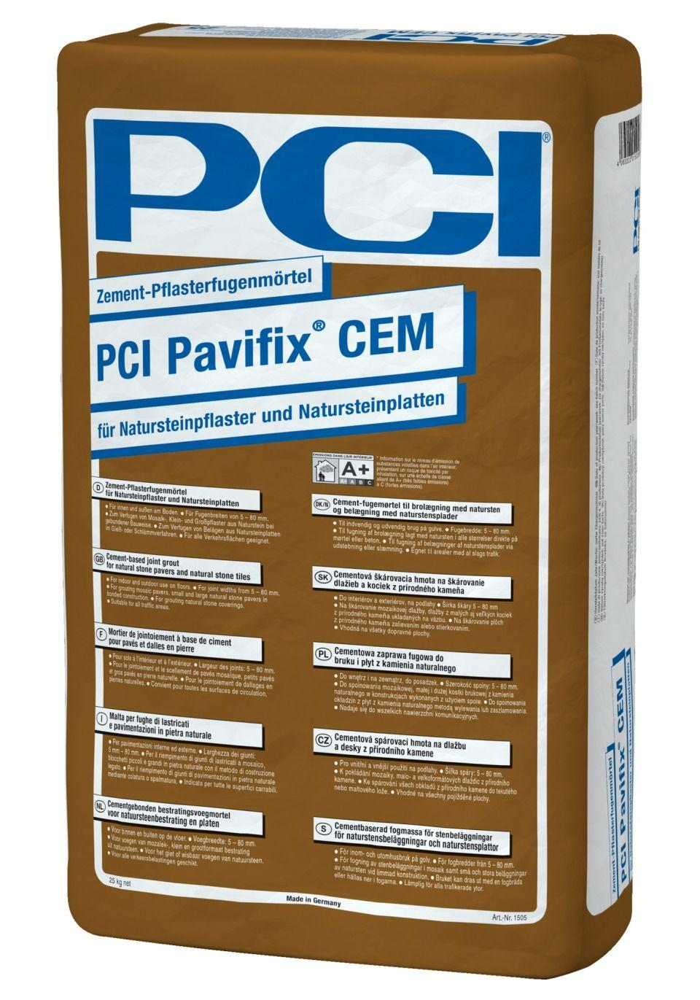 PCI®
Zement-Pflasterfugenmörtel
PCI Pavifix® CEM
für Natursteinpflaster und Natursteinplatten
ÉMISSIONS DANS L'AIR INTÉRIEUR*
A+
A+ A B C
* Information sur le niveau d'émission de
substances volatiles dans l'air intérieur,
présentant un risque de toxicité par
inhalation, sur une échelle de classe
allant de A+ (très faibles émissions)
à C (fortes émissions).
D Zement-Pflasterfugenmörtel
für Natursteinpflaster und Natursteinplatten
• Für innen und außen am Boden. • Für Fugenbreiten von 5 – 80 mm.
• Zum Verfugen von Mosaik-, Klein- und Großpflaster aus Naturstein bei
gebundener Bauweise. • Zum Verfugen von Belägen aus Natursteinplatten
im Gieß- oder Schlämmverfahren. • Für alle Verkehrsflächen geeignet.
GB Cement-based joint grout
for natural stone pavers and natural stone tiles
• For indoor and outdoor use on floors. • For joint widths from 5 – 80 mm.
• For grouting mosaic pavers, small and large natural stone pavers in
bonded construction. • For grouting natural stone coverings.
• Suitable for all traffic areas.
F Mortier de jointoiement à base de ciment
pour pavés et dalles en pierre
• Pour sols à l'intérieur et à l'extérieur. • Largeur des joints: 5 – 80 mm.
• Pour le jointoiement et le scellement de pavés mosaïque, petits pavés
et gros pavés en pierre naturelle. • Pour le jointoiement de dallages en
pierres naturelles. • Convient pour toutes les surfaces de circulation.
I Malta per fughe di lastricati
e pavimentazioni in pietra naturale
• Per pavimentazioni interne ed esterne. • Larghezza dei giunti:
5 mm – 80 mm. • Per il riempimento di giunti di lastricati a mosaico,
blocchetti piccoli e grandi in pietra naturale con il metodo di costruzione
legato. • Per il riempimento di giunti di pavimentazioni in pietra naturale
mediante colatura o spalmatura. • Indicata per tutte le superfici carrabili.
NL Cementgebonden bestratingsvoegmortel
voor natuursteenbestrating en platen
• Voor binnen en buiten op de vloer. • Voegbreedte: 5 – 80 mm.
• Voor voegen van mozaïek-, klein en grootformaat bestrating
uit natuursteen. • Voor het giet of wisbaar voegen van natuursteen.
• Voor alle verkeersbelastingen geschikt.
25 kg net
DK/N Cement-fugemørtel til brolægning med natursten
og belægning med naturstensplader
• Til indvendig og udvendig brug på gulve. • Fugebredde: 5 – 80 mm.
• Til fugning af brolægning lagt med natursten i alle størrelser direkte på
mørtel eller beton. • Til fugning af belægninger af naturstensplader via
udstøbning eller slæmning. • Egnet til arealer med al slags trafik.
SK Cementová škárovacia hmota na škárovanie
dlažieb a kociek z prírodného kameňa
• Do interiérov a exteriérov, na podlahy • Šírka škáry 5 – 80 mm
• Na škárovanie mozaikovej dlažby, dlažby z malých aj veľkých kociek
z prírodného kameňa ukladaných na väzbu. • Na škárovanie plôch
z prírodného kameňa zalievaním alebo stierkovaním.
• Vhodná na všetky dopravné plochy.
PL Cementowa zaprawa fugowa do
bruku i płyt z kamienia naturalnego
• Do wnętrz i na zewnątrz, do posadzek. • Szerokość spoiny: 5 – 80 mm.
• Do spoinowania mozaikowej, małej i dużej kostki brukowej z kamienia
naturalnego w konstrukcjach wykonanych z użyciem spoiw. • Do spoinowania
okładzin z płyt z kamienia naturalnego metodą wylewania lub zaszlamowania.
• Nadaje się do wszelkich nawierzchni komunikacyjnych.
CZ Cementová spárovací hmota na dlažbu
a desky z přírodního kamene
• Pro vnitřní a vnější použití na podlahy. • Šířka spáry: 5 – 80 mm.
• K pokládání mozaiky, malo- a velkoformátových dlaždic z přírodního
kamene. • Ke spárování všech obkladů z přírodního kamene do tekutého
nebo maltového lože. • Vhodné na všechny pojížděné plochy.
S Cementbaserad fogmassa för stenbeläggningar
för naturstensbeläggningar och naturstensplattor
• För inom- och utomhusbruk på golv. • För fogbredder från 5 – 80 mm.
• För fogning av stenbeläggningar i mosaik samt små och stora beläggningar
av natursten vid limmad konstruktion. • Bruket kan dras ut med en fogbräda
eller hällas ner i fogarna. • Lämplig för alla trafikerade ytor.
Made in Germany
Art.-Nr. 1505
PCI
Zement-Pflasterfugenmörtel
PCI Pavifix® CEM